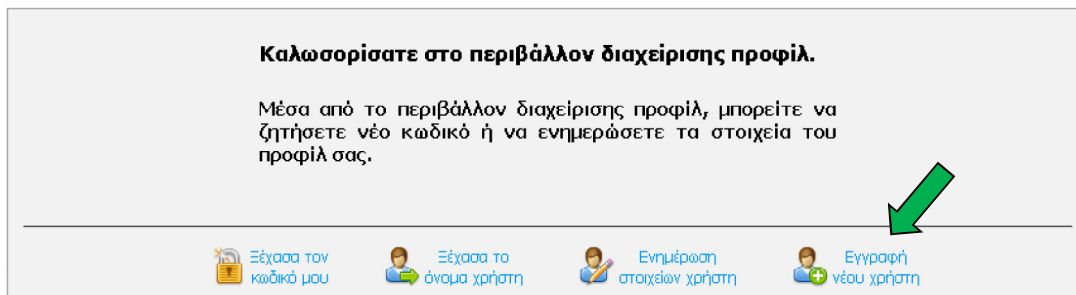 Καλωσορίσατε στο περιβάλλον διαχείρισης προφίλ.
Μέσα από το περιβάλλον διαχείρισης προφίλ, μπορείτε να
ζητήσετε νέο κωδικό ή να ενημερώσετε τα στοιχεία του
προφίλ σας.
Ξέχασα τον
κωδικό μου
Ξέχασα το
όνομα χρήστη
Ενημέρωση
στοιχείων χρήστη
Εγγραφή
νέου χρήστη